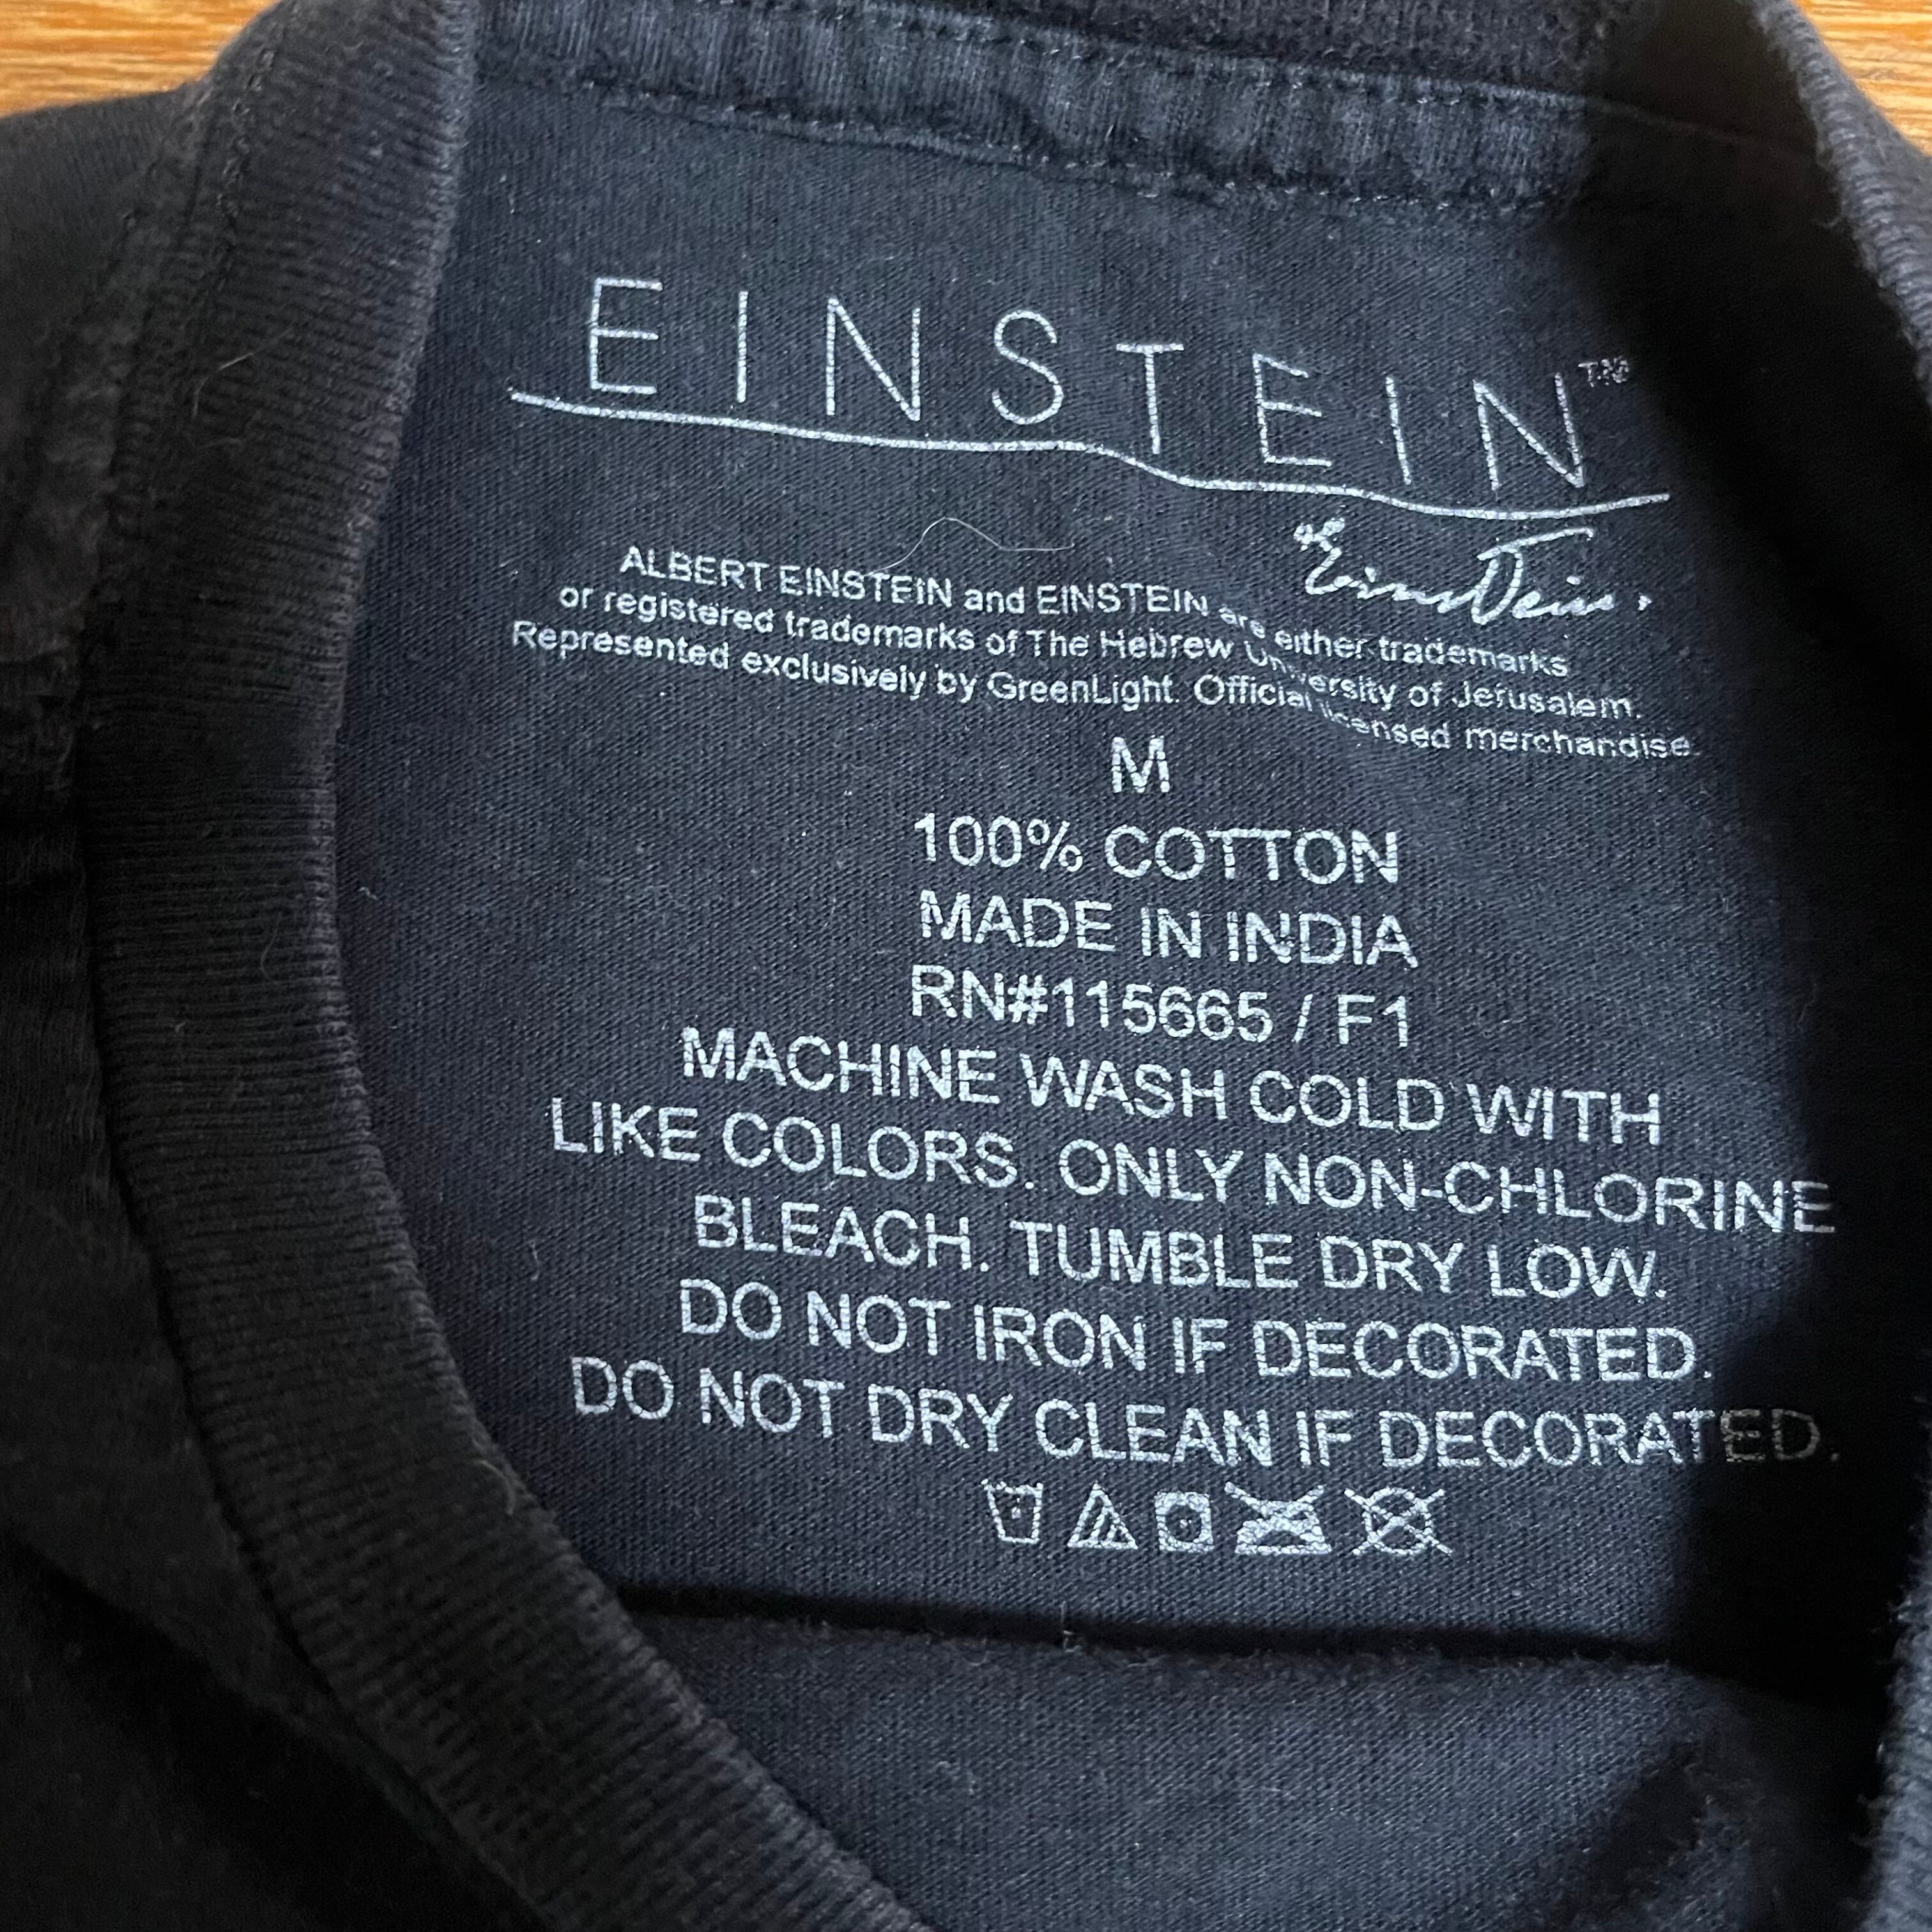 EINSTEIN™
A. Einstein.
ALBERT EINSTEIN and EINSTEIN are either trademarks
or registered trademarks of The Hebrew University of Jerusalem.
Represented exclusively by GreenLight. Official licensed merchandise.
M
100% COTTON
MADE IN INDIA
RN#115665 / F1
MACHINE WASH COLD WITH
LIKE COLORS. ONLY NON-CHLORINE
BLEACH. TUMBLE DRY LOW.
DO NOT IRON IF DECORATED.
DO NOT DRY CLEAN IF DECORATED.